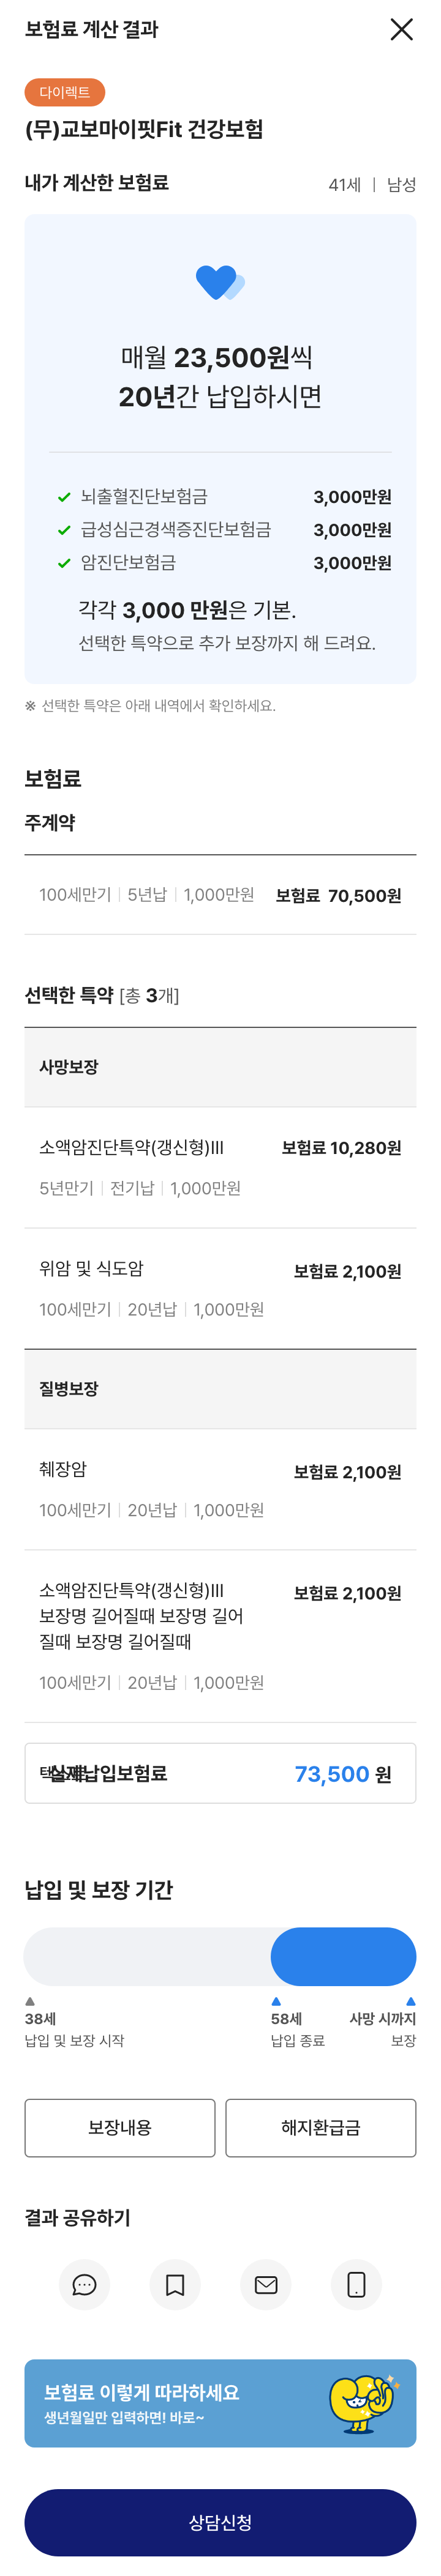 보험료 계산 결과
다이렉트
(무)교보마이핏Fit 건강보험
내가 계산한 보험료 41세 | 남성
매월 23,500원씩
20년간 납입하시면
뇌출혈진단보험금 3,000만원
급성심근경색증진단보험금 3,000만원
암진단보험금 3,000만원
각각 3,000 만원은 기본.
선택한 특약으로 추가 보장까지 해 드려요.
※ 선택한 특약은 아래 내역에서 확인하세요.
보험료
주계약
100세만기 | 5년납 | 1,000만원 보험료 70,500원
선택한 특약 [총 3개]
사망보장
소액암진단특약(갱신형)III 보험료 10,280원
5년만기 | 전기납 | 1,000만원
위암 및 식도암 보험료 2,100원
100세만기 | 20년납 | 1,000만원
질병보장
췌장암 보험료 2,100원
100세만기 | 20년납 | 1,000만원
소액암진단특약(갱신형)III 보험료 2,100원
보장명 길어질때 보장명 길어
질때 보장명 길어질때
100세만기 | 20년납 | 1,000만원
실제납입보험료 73,500 원
납입 및 보장 기간
38세 58세 사망 시까지
납입 및 보장 시작 납입 종료 보장
보장내용 해지환급금
결과 공유하기
보험료 이렇게 따라하세요
생년월일만 입력하면! 바로~
상담신청